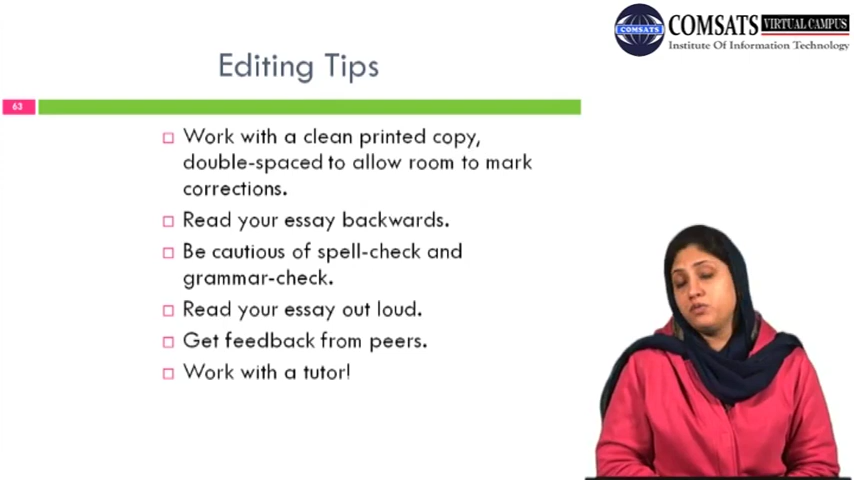 COMSATS
COMSATS VIRTUAL CAMPUS
Institute Of Information Technology
Editing Tips
63
Work with a clean printed copy,
double-spaced to allow room to mark
corrections.
Read your essay backwards.
Be cautious of spell-check and
grammar-check.
Read your essay out loud.
Get feedback from peers.
Work with a tutor!